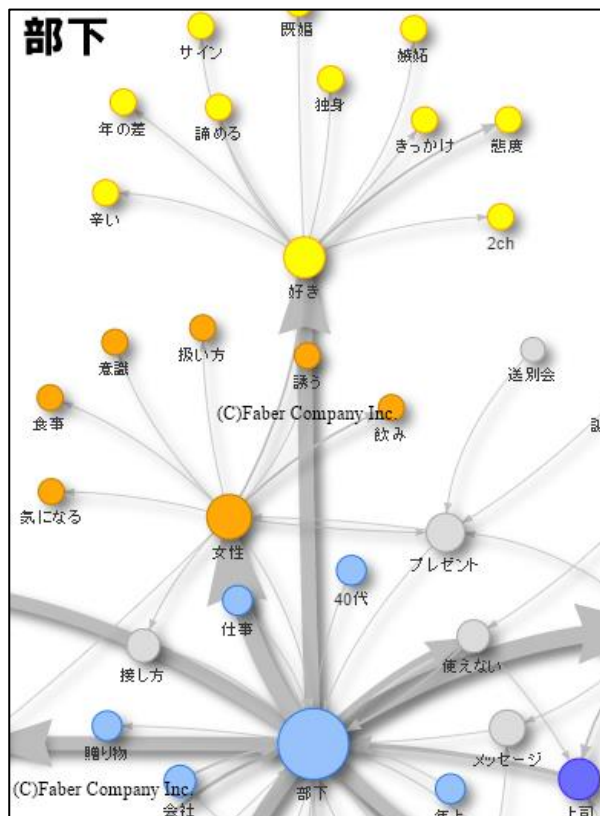 部下
既婚
サイン
嫉妬
独身
年の差
諦める
きっかけ
態度
辛い
2ch
好き
意識
扱い方
誘う
送別会
食事
(C)Faber Company Inc.
飲み
気になる
女性
プレゼント
40代
仕事
接し方
使えない
贈り物
メッセージ
(C)Faber Company Inc.
会社
部下
年上
上司